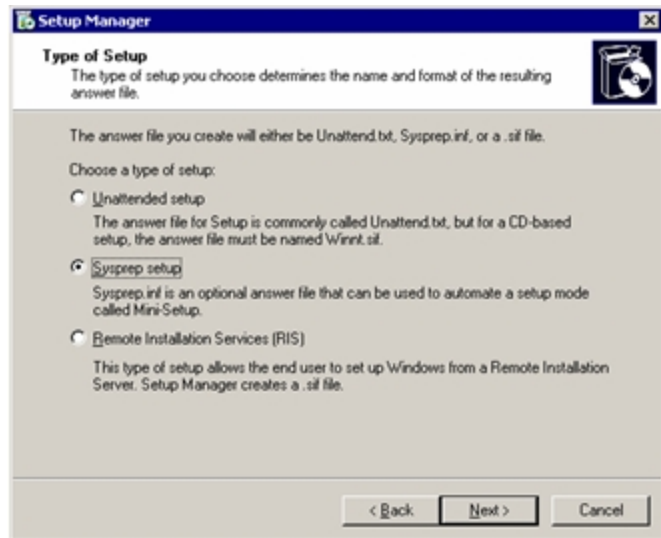 Setup Manager
Type of Setup
The type of setup you choose determines the name and format of the resulting
answer file.
The answer file you create will either be Unattend.txt, Sysprep.inf, or a .sif file.
Choose a type of setup:
Unattended setup
The answer file for Setup is commonly called Unattend.txt, but for a CD-based
setup, the answer file must be named Winnt.sif.
Sysprep setup
Sysprep.inf is an optional answer file that can be used to automate a setup mode
called Mini-Setup.
Remote Installation Services (RIS)
This type of setup allows the end user to set up Windows from a Remote Installation
Server. Setup Manager creates a .sif file.
< Back
Next >
Cancel